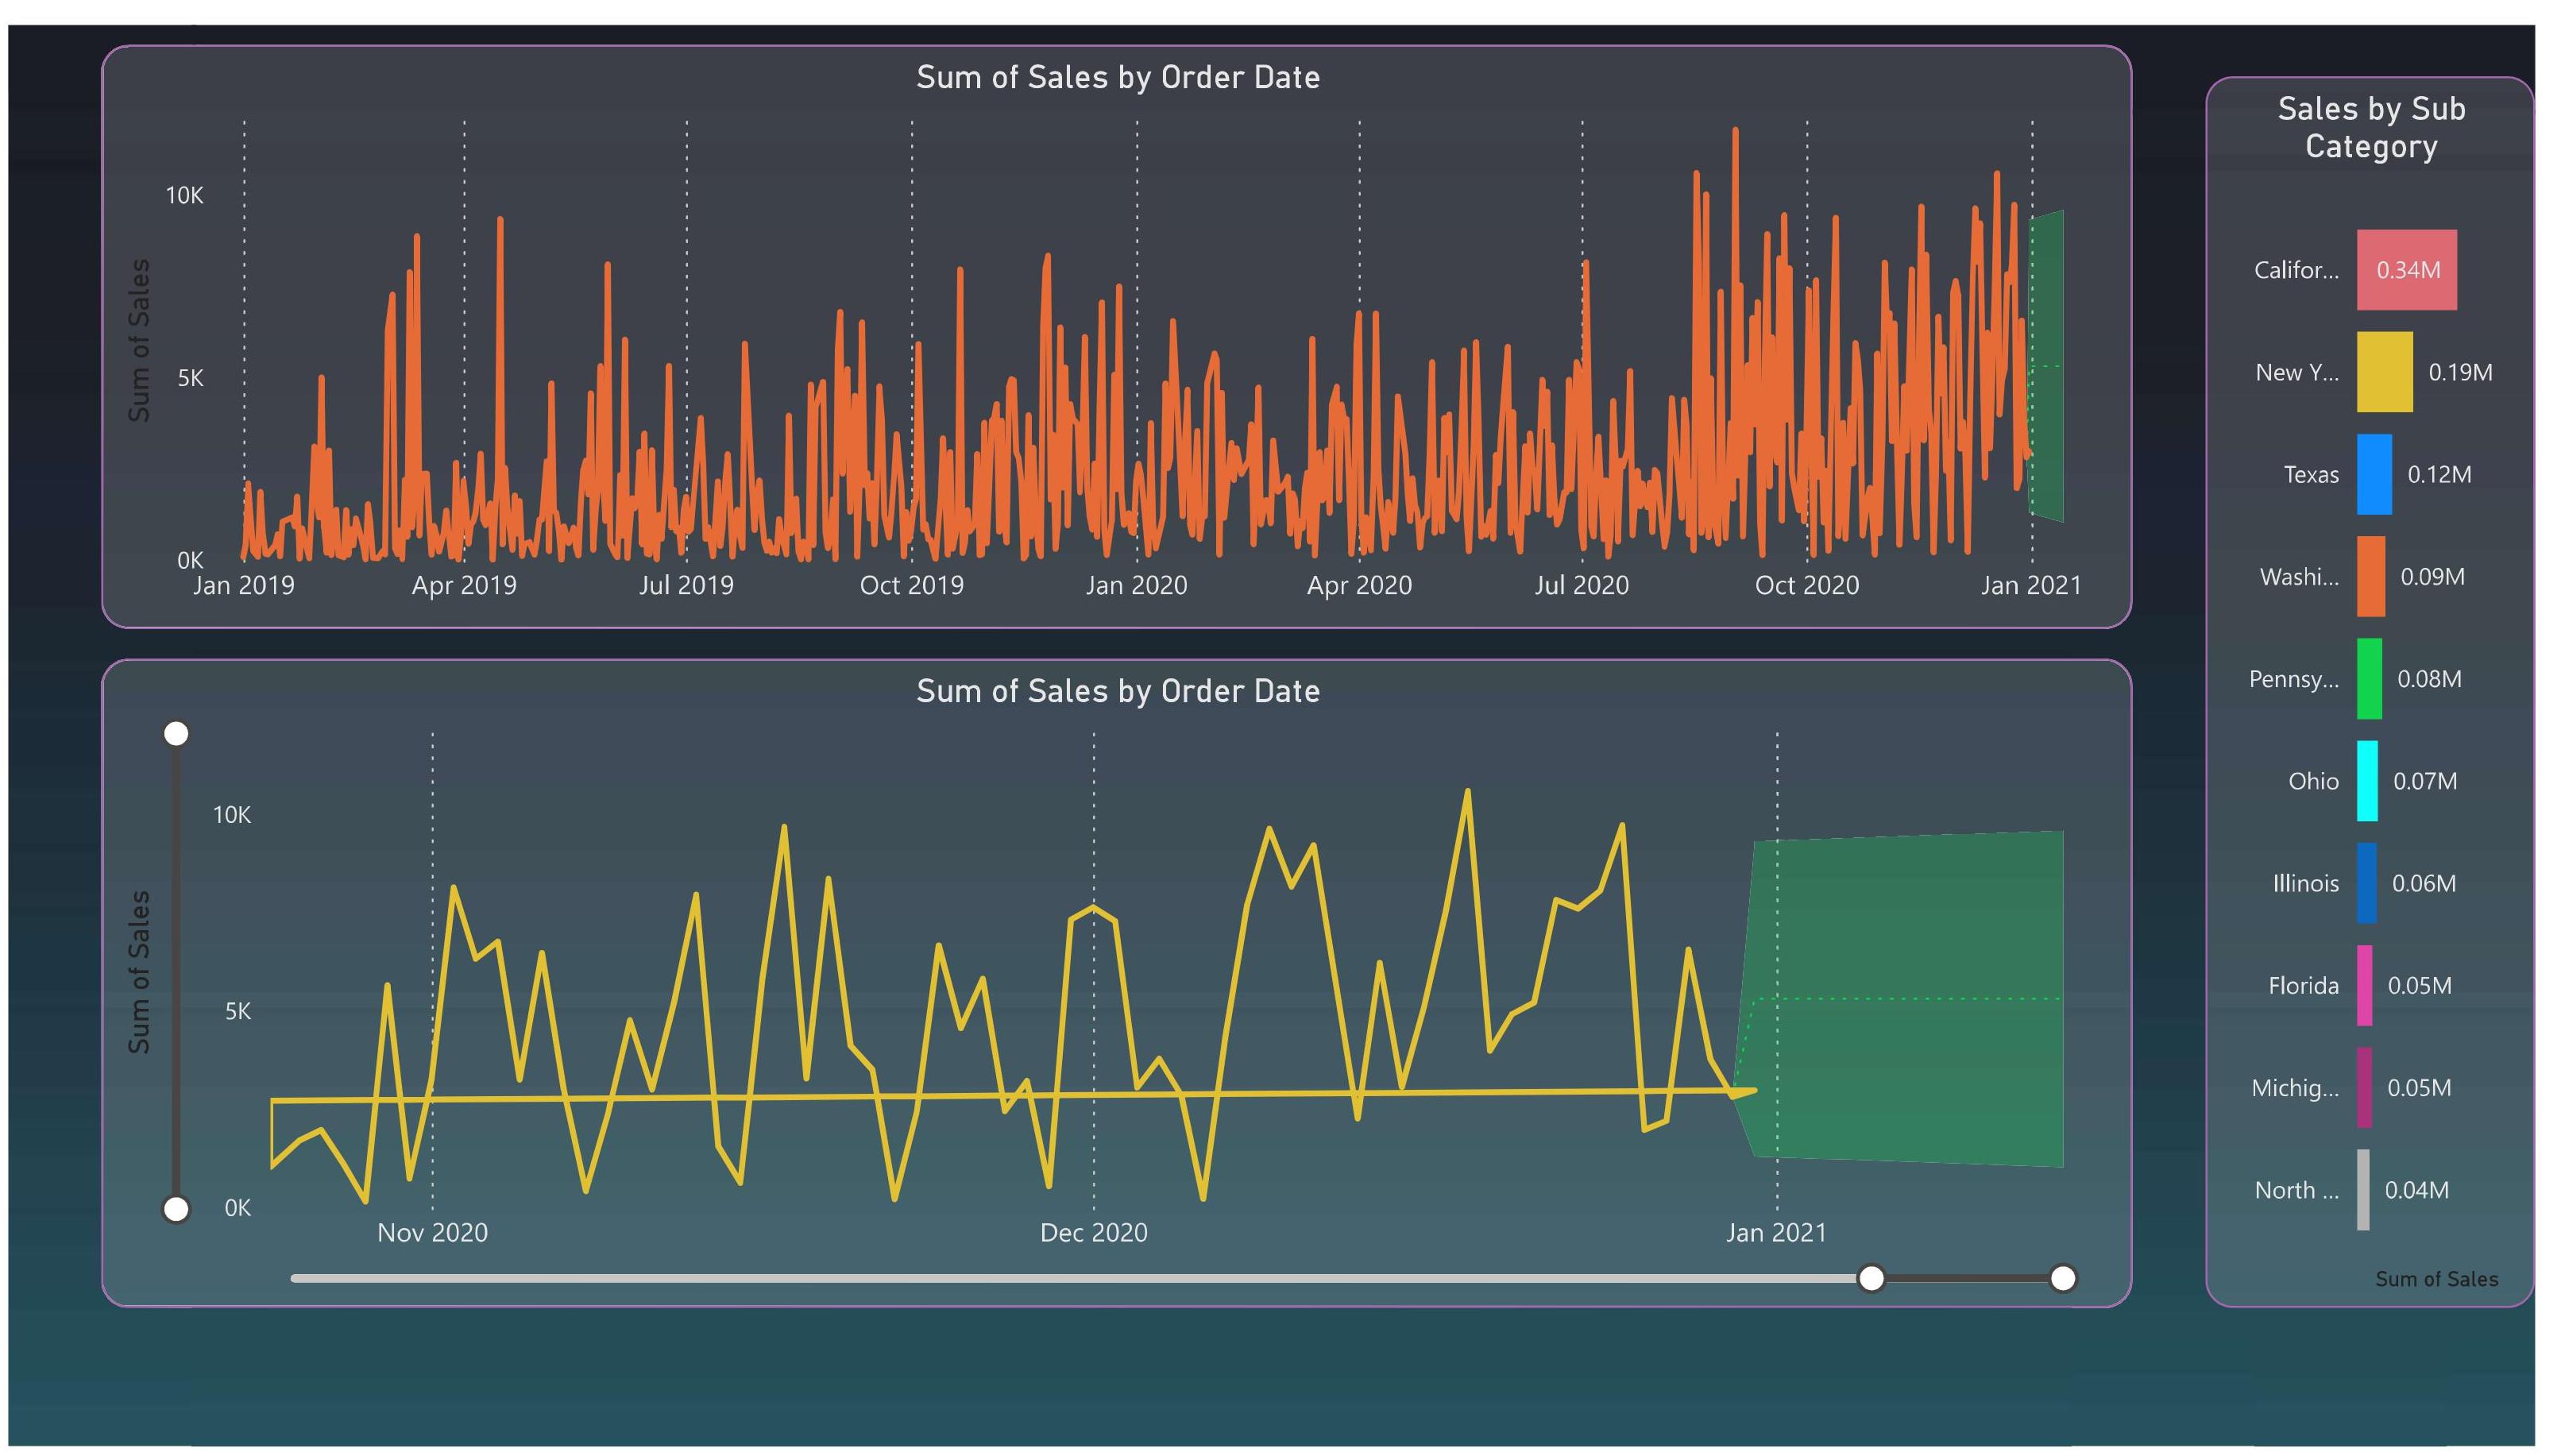 Sum of Sales by Order Date
Sum of Sales
10K
5K
0K
Jan 2019 Apr 2019 Jul 2019 Oct 2019 Jan 2020 Apr 2020 Jul 2020 Oct 2020 Jan 2021
Sum of Sales by Order Date
Sum of Sales
10K
5K
0K
Nov 2020 Dec 2020 Jan 2021
Sales by Sub
Category
Califor... 0.34M
New Y... 0.19M
Texas 0.12M
Washi... 0.09M
Pennsy... 0.08M
Ohio 0.07M
Illinois 0.06M
Florida 0.05M
Michig... 0.05M
North ... 0.04M
Sum of Sales